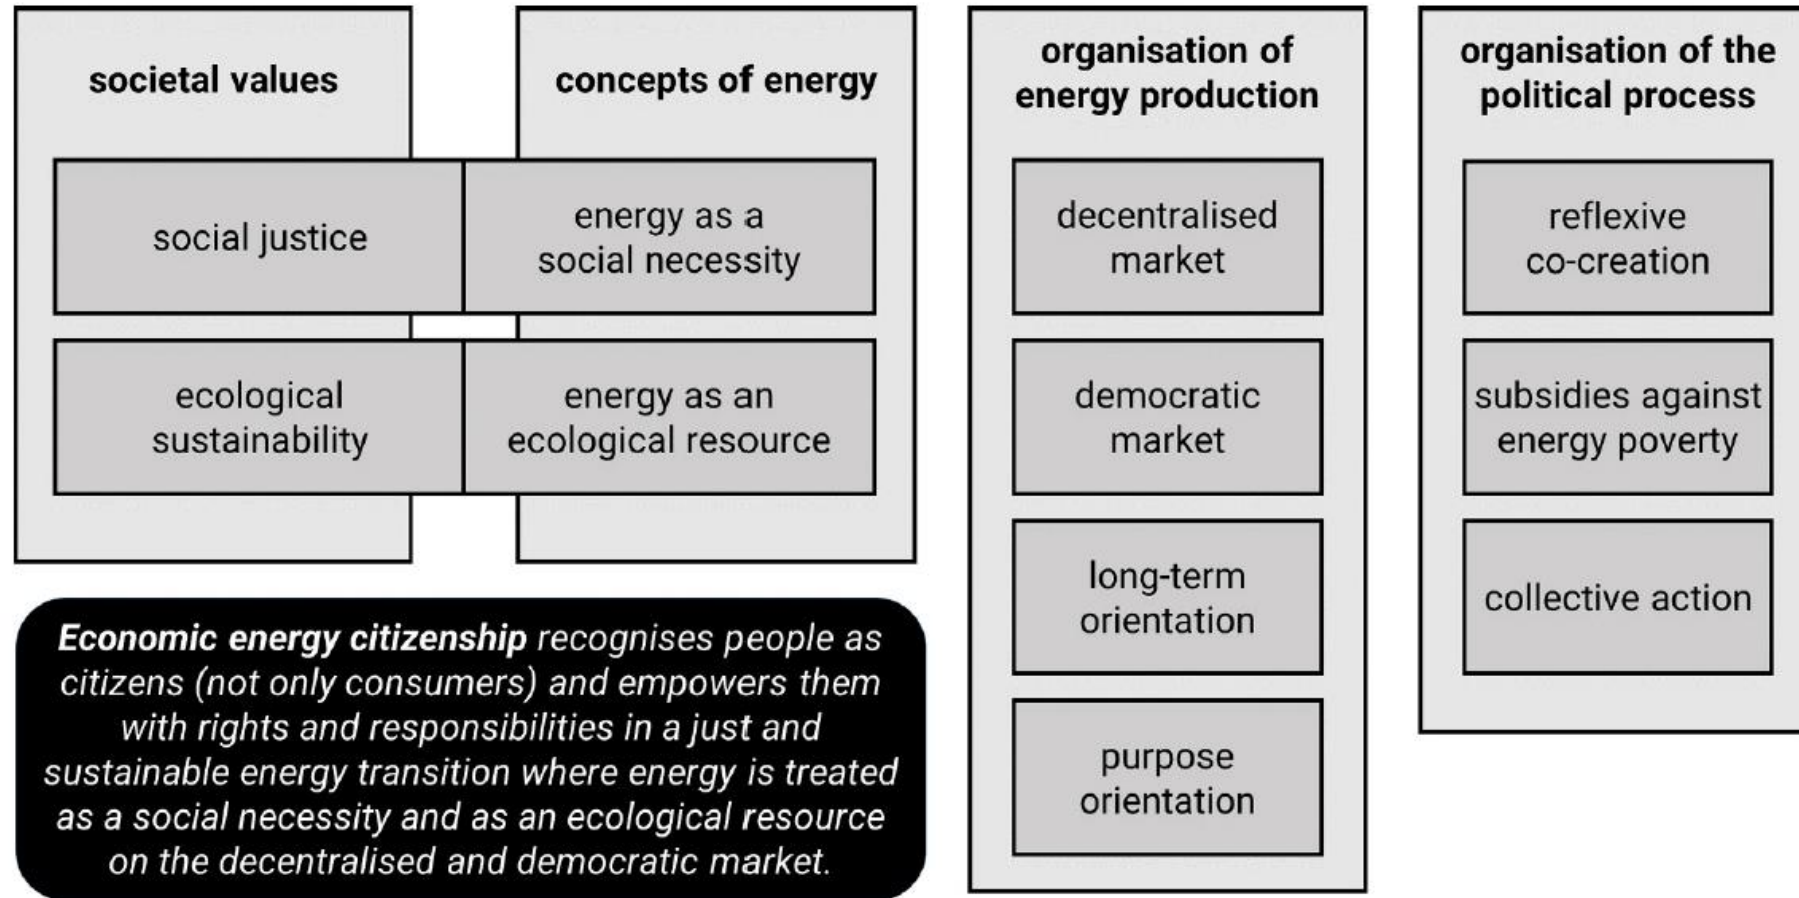 societal values
social justice
ecological
sustainability
concepts of energy
energy as a
social necessity
energy as an
ecological resource
organisation of
energy production
decentralised
market
democratic
market
long-term
orientation
purpose
orientation
organisation of the
political process
reflexive
co-creation
subsidies against
energy poverty
collective action
Economic energy citizenship recognises people as
citizens (not only consumers) and empowers them
with rights and responsibilities in a just and
sustainable energy transition where energy is treated
as a social necessity and as an ecological resource
on the decentralised and democratic market.